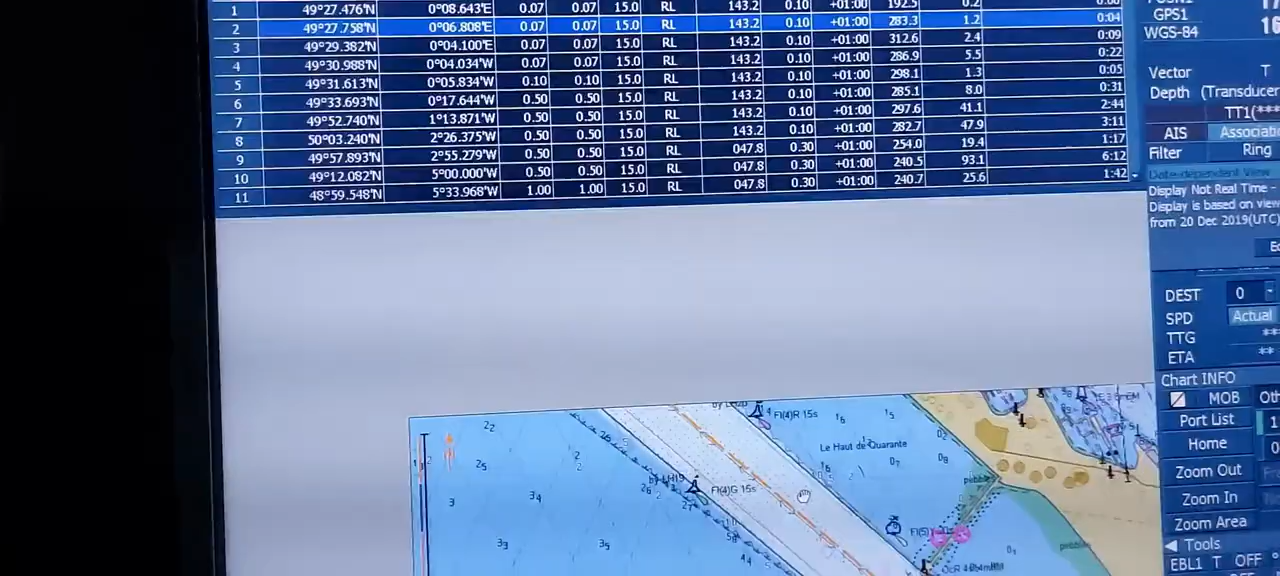 1 49°27.476'N 0°08.643'E 0.07 0.07 15.0 RL 143.2 0.10 +01:00 192.5 0.2
2 49°27.758'N 0°06.808'E 0.07 0.07 15.0 RL 143.2 0.10 +01:00 283.3 1.2 0:04
3 49°29.382'N 0°04.100'E 0.07 0.07 15.0 RL 143.2 0.10 +01:00 312.6 2.4 0:09
4 49°30.988'N 0°04.034'W 0.07 0.07 15.0 RL 143.2 0.10 +01:00 286.9 5.5 0:22
5 49°31.613'N 0°05.834'W 0.10 0.10 15.0 RL 143.2 0.10 +01:00 298.1 1.3 0:05
6 49°33.693'N 0°17.644'W 0.50 0.50 15.0 RL 143.2 0.10 +01:00 285.1 8.0 0:31
7 49°52.740'N 1°13.871'W 0.50 0.50 15.0 RL 143.2 0.10 +01:00 297.6 41.1 2:44
8 50°03.240'N 2°26.375'W 0.50 0.50 15.0 RL 143.2 0.10 +01:00 282.7 47.9 3:11
9 49°57.893'N 2°55.279'W 0.50 0.50 15.0 RL 047.8 0.30 +01:00 254.0 19.4 1:17
10 49°12.082'N 5°00.000'W 0.50 0.50 15.0 RL 047.8 0.30 +01:00 240.5 93.1 6:12
11 48°59.548'N 5°33.968'W 1.00 1.00 15.0 RL 047.8 0.30 +01:00 240.7 25.6 1:42
GPS1
WGS-84
Vector T
Depth (Transducer
TT1(***
AIS Associati
Filter Ring
Date-dependent View
Display Not Real Time -
Display is based on view
from 20 Dec 2019(UTC)
DEST 0
SPD Actual
TTG **
ETA **
Chart INFO
MOB Oth
Port List 1
Home 0
Zoom Out
Zoom In
Zoom Area
Tools
EBL1 T OFF °
Fl(4)R 15s
Le Haut de Quarante
by LH19
Fl(4)G 15s
pebble
pebble